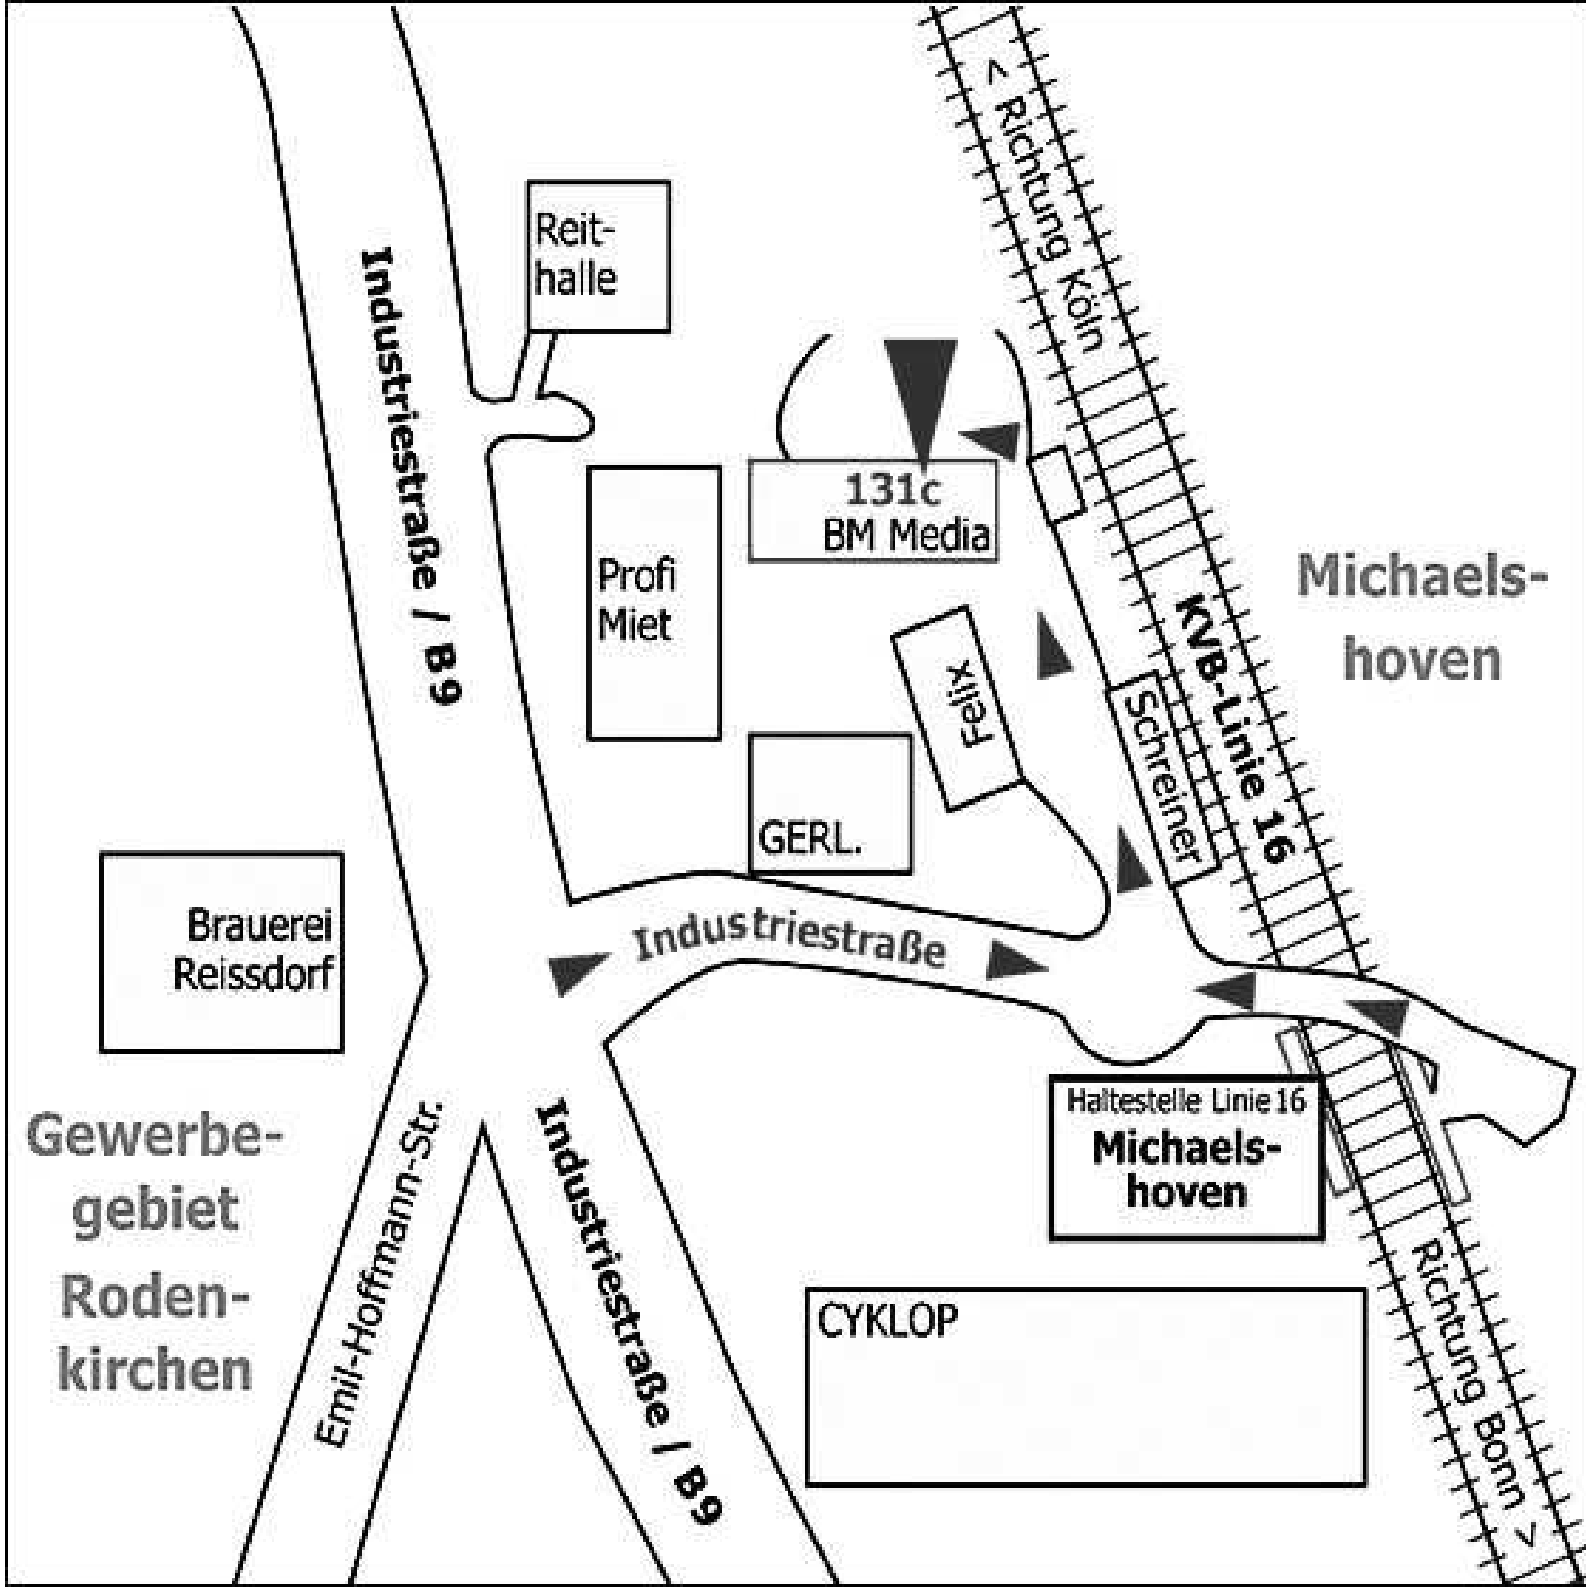 < Richtung Köln
Reit-
halle
Industriestraße / B9
131c
BM Media
Profi
Miet
Michaels-
hoven
KVB-Linie 16
Felix
Schreiner
GERL.
Brauerei
Reissdorf
Industriestraße
Haltestelle Linie 16
Michaels-
hoven
Gewerbe-
gebiet
Roden-
kirchen
Emil-Hoffmann-Str.
Industriestraße / B9
CYKLOP
Richtung Bonn >